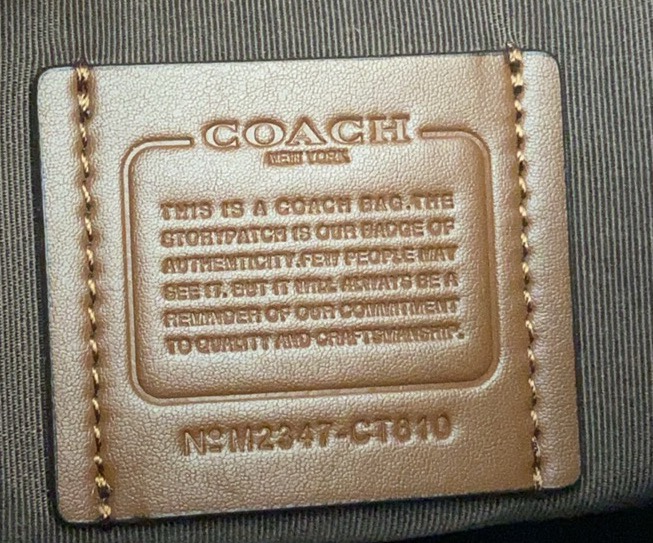 COACH
NEW YORK
THIS IS A COACH BAG. THE
STORYPATCH IS OUR BADGE OF
AUTHENTICITY. FEW PEOPLE MAY
SEE IT, BUT IT WILL ALWAYS BE A
REMINDER OF OUR COMMITMENT
TO QUALITY AND CRAFTSMANSHIP.
Nº M2347-CT610